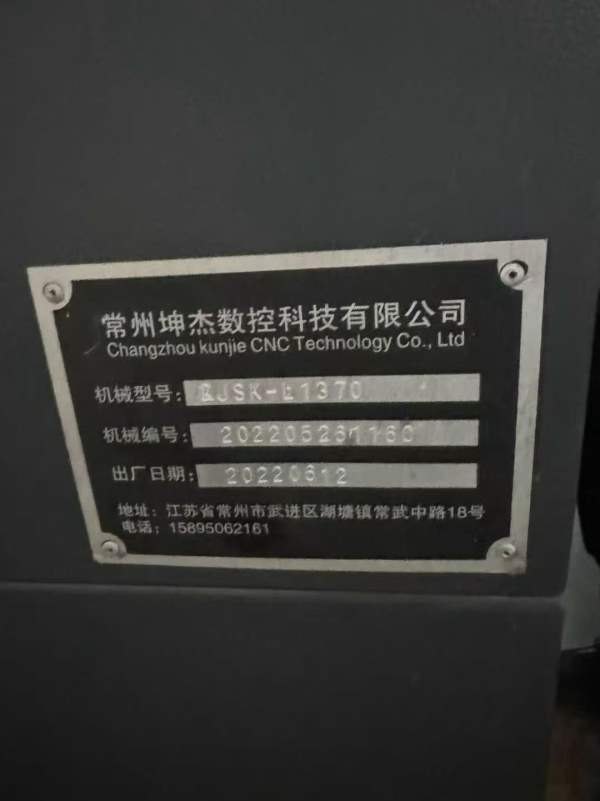 常州坤杰数控科技有限公司
Changzhou kunjie CNC Technology Co., Ltd
机械型号:
机械编号:
出厂日期: 20220612
地址: 江苏省常州市武进区湖塘镇常武中路18号
电话: 15895062161